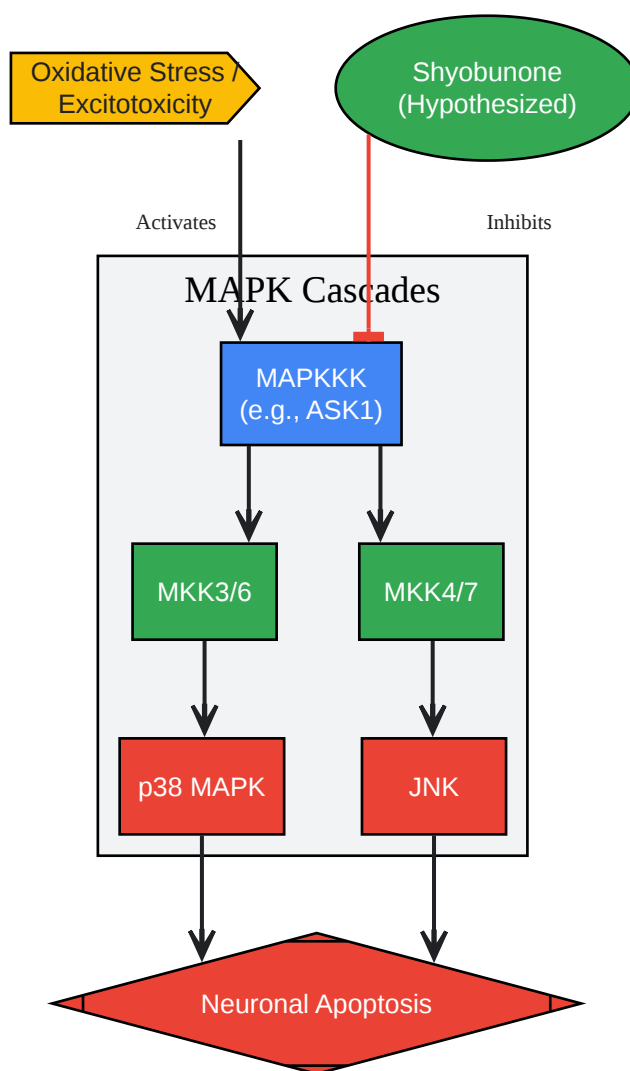 Oxidative Stress /
Excitotoxicity
Shyobunone
(Hypothesized)
Activates
Inhibits
MAPK Cascades
MAPKKK
(e.g., ASK1)
MKK3/6
MKK4/7
p38 MAPK
JNK
Neuronal Apoptosis